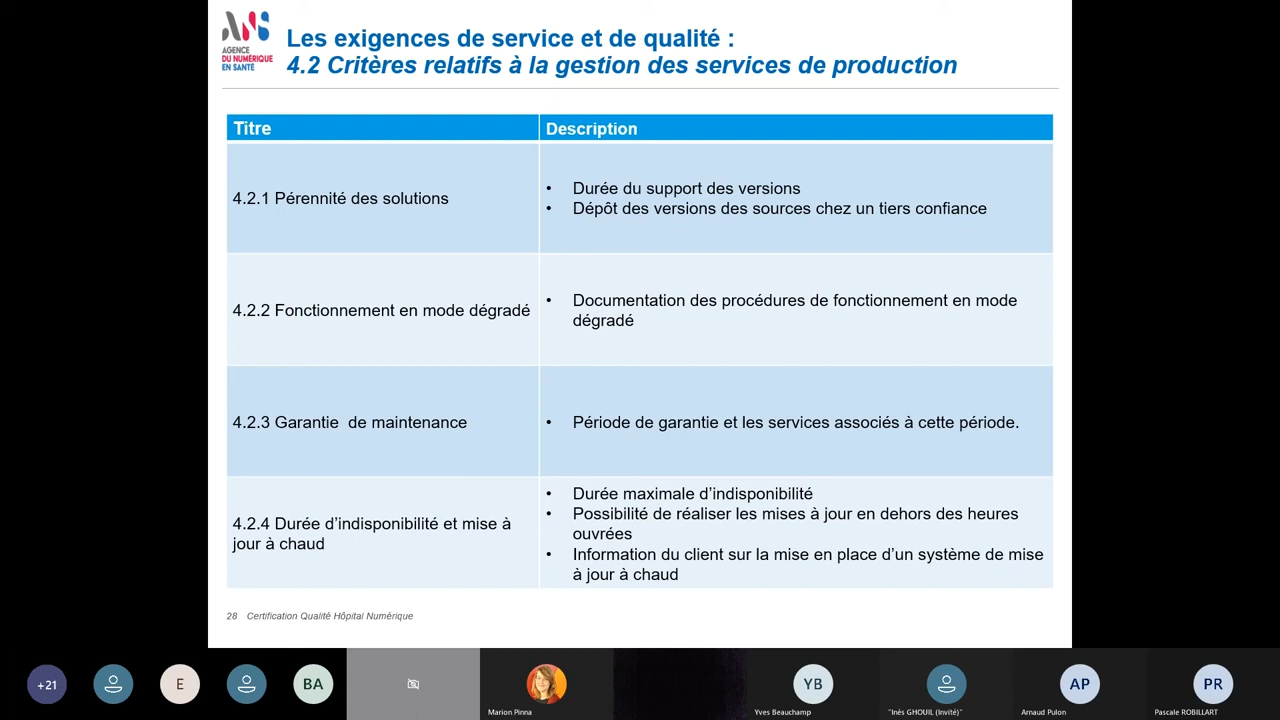 ANS
AGENCE
DU NUMÉRIQUE
EN SANTÉ
Les exigences de service et de qualité :
4.2 Critères relatifs à la gestion des services de production
Titre
Description
4.2.1 Pérennité des solutions
• Durée du support des versions
• Dépôt des versions des sources chez un tiers confiance
4.2.2 Fonctionnement en mode dégradé
• Documentation des procédures de fonctionnement en mode
dégradé
4.2.3 Garantie  de maintenance
• Période de garantie et les services associés à cette période.
4.2.4 Durée d’indisponibilité et mise à
jour à chaud
• Durée maximale d’indisponibilité
• Possibilité de réaliser les mises à jour en dehors des heures
ouvrées
• Information du client sur la mise en place d’un système de mise
à jour à chaud
28 Certification Qualité Hôpital Numérique
+21
E
BA
Marion Pinna
YB
Yves Beauchamp
"Inès GHOUIL (Invité)"
AP
Arnaud Pulon
PR
Pascale ROBILLART